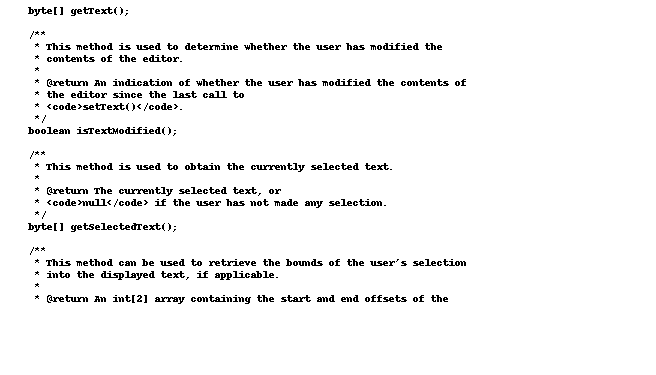 byte[] getText();
/**
* This method is used to determine whether the user has modified the
* contents of the editor.
*
* @return An indication of whether the user has modified the contents of
* the editor since the last call to
* <code>setText()</code>.
*/
boolean isTextModified();
/**
* This method is used to obtain the currently selected text.
*
* @return The currently selected text, or
* <code>null</code> if the user has not made any selection.
*/
byte[] getSelectedText();
/**
* This method can be used to retrieve the bounds of the user's selection
* into the displayed text, if applicable.
*
* @return An int[2] array containing the start and end offsets of the